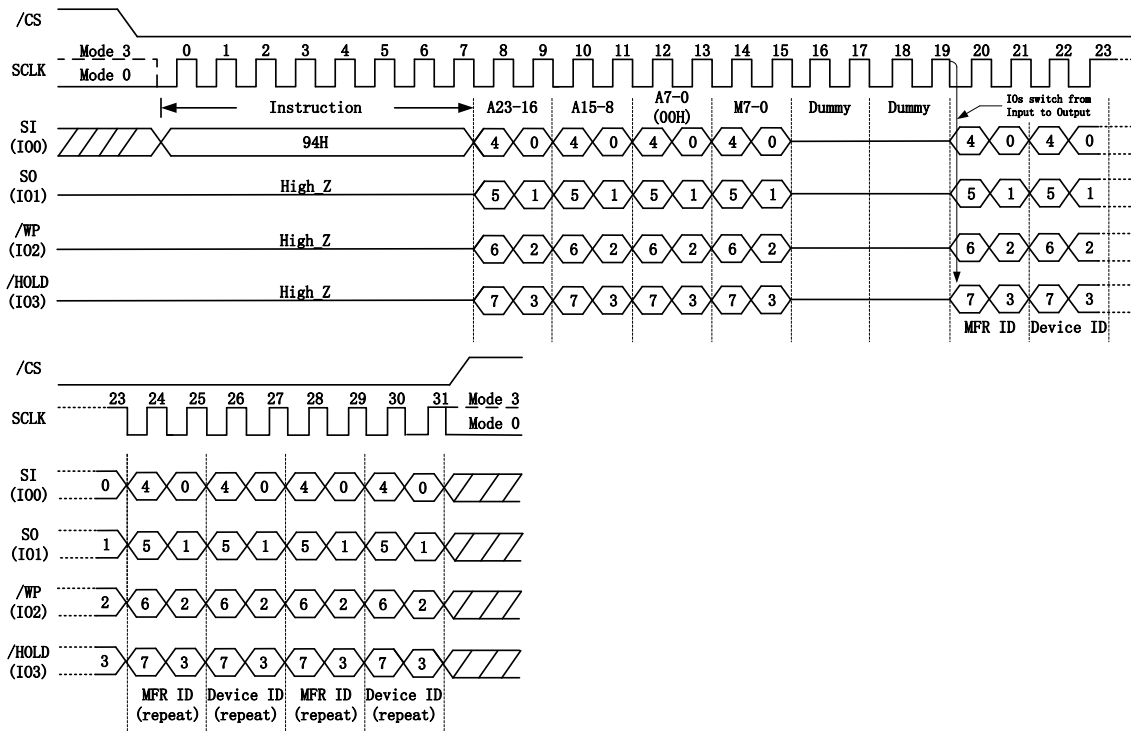 /CS
Mode 3 0 1 2 3 4 5 6 7 8 9 10 11 12 13 14 15 16 17 18 19 20 21 22 23
SCLK Mode 0
Instruction A23-16 A15-8 A7-0 (00H) M7-0 Dummy Dummy IOs switch from Input to Output
SI (IO0) 94H 4 0 4 0 4 0 4 0 4 0 4 0
SO (IO1) High_Z 5 1 5 1 5 1 5 1 5 1 5 1
/WP (IO2) High_Z 6 2 6 2 6 2 6 2 6 2 6 2
/HOLD (IO3) High_Z 7 3 7 3 7 3 7 3 7 3 7 3
MFR ID Device ID
/CS
23 24 25 26 27 28 29 30 31 Mode 3
SCLK Mode 0
SI (IO0) 0 4 0 4 0 4 0 4 0
SO (IO1) 1 5 1 5 1 5 1 5 1
/WP (IO2) 2 6 2 6 2 6 2 6 2
/HOLD (IO3) 3 7 3 7 3 7 3 7 3
MFR ID Device ID MFR ID Device ID
(repeat) (repeat) (repeat) (repeat)